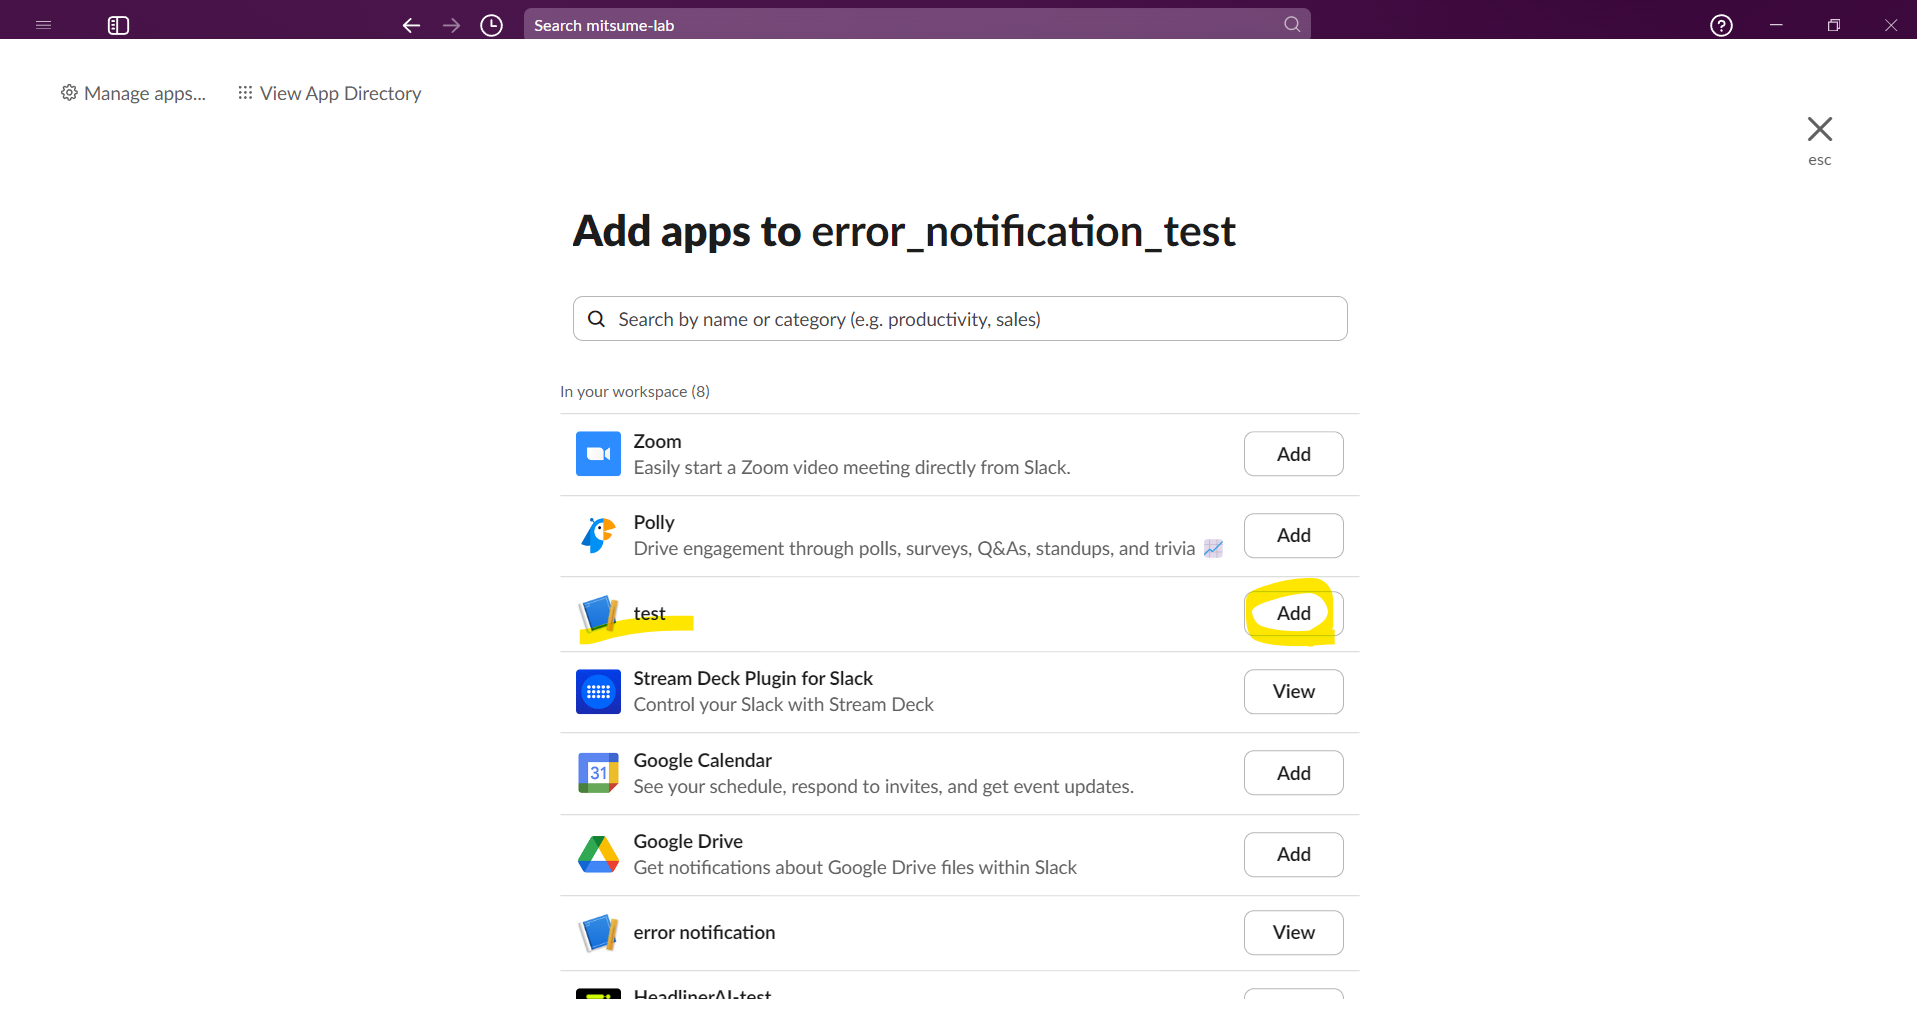 Search mitsume-lab
Manage apps...
View App Directory
esc
Add apps to error_notification_test
Search by name or category (e.g. productivity, sales)
In your workspace (8)
Zoom
Easily start a Zoom video meeting directly from Slack.
Add
Polly
Drive engagement through polls, surveys, Q&As, standups, and trivia
Add
test
Add
Stream Deck Plugin for Slack
Control your Slack with Stream Deck
View
31
Google Calendar
See your schedule, respond to invites, and get event updates.
Add
Google Drive
Get notifications about Google Drive files within Slack
Add
error notification
View
HeadlinerAI-test